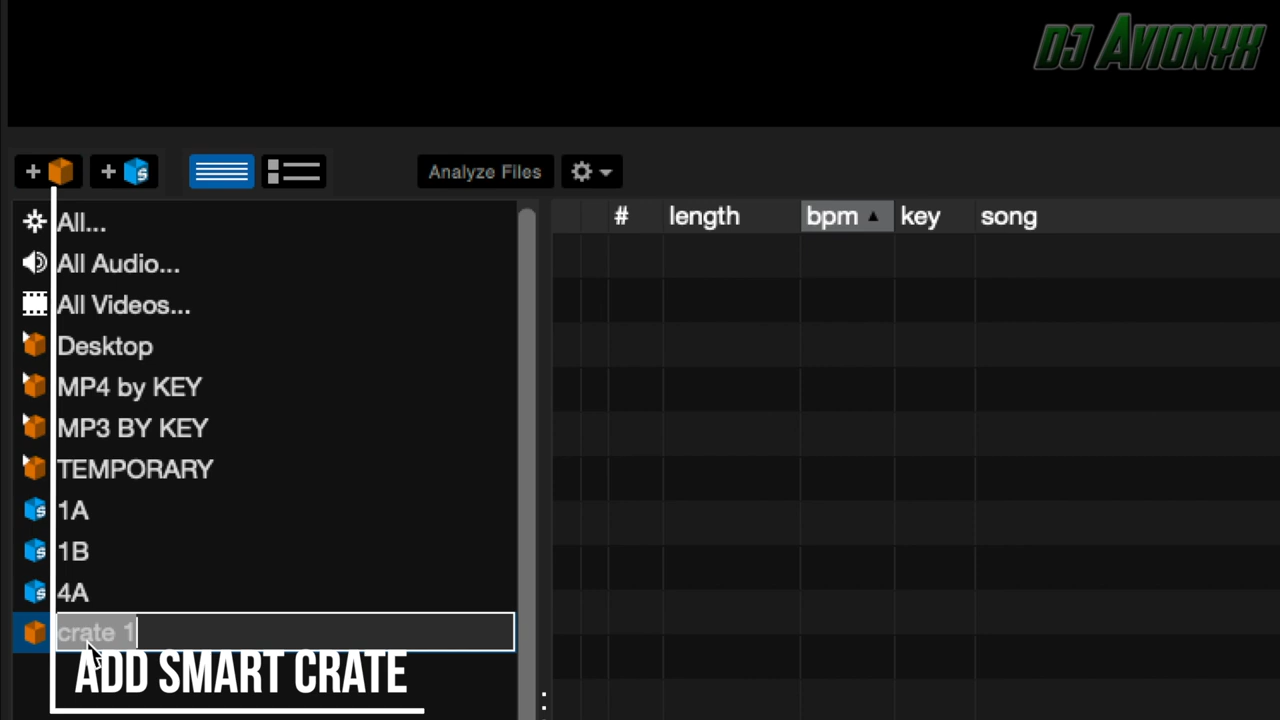 DJ AVIONYX
+ + S Analyze Files
# length bpm key song
All...
All Audio...
All Videos...
Desktop
MP4 by KEY
MP3 BY KEY
TEMPORARY
1A
1B
4A
crate 1
ADD SMART CRATE